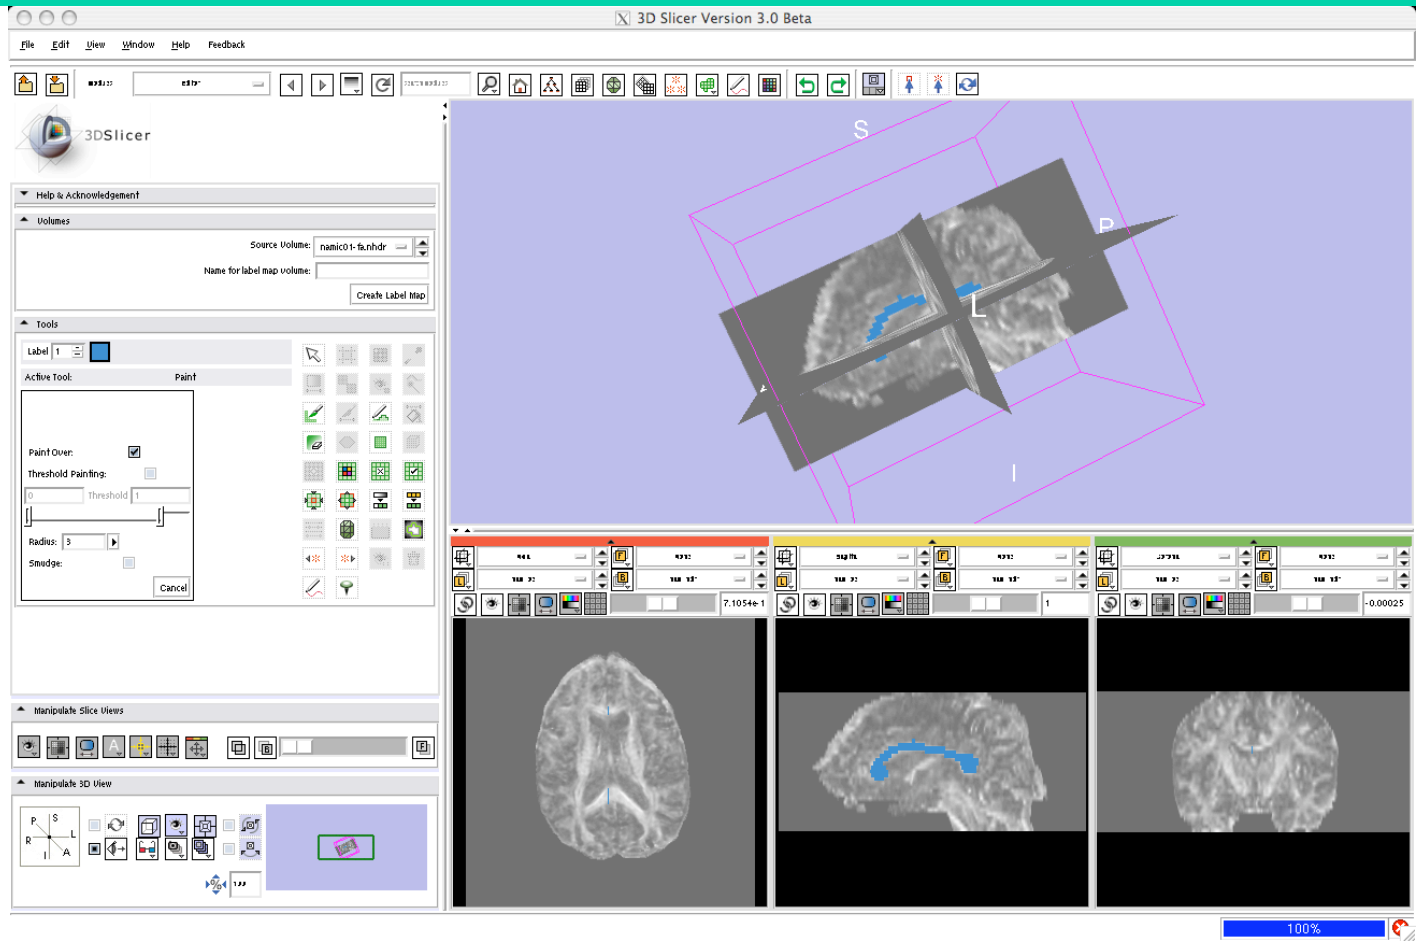 3D Slicer Version 3.0 Beta
File Edit View Window Help Feedback
3DSlicer
Help & Acknowledgement
Volumes
Source Volume: namic01-fa.nhdr
Name for label map volume:
Create Label Map
Tools
Label 1
Active Tool: Paint
Paint Over:
Threshold Painting:
0 Threshold 1
Radius: 3
Smudge:
Cancel
Manipulate Slice Views
A
B
F
Manipulate 3D View
P S
R L
I A
%
S
P
L
A
I
F F F
L B L B L B
7.1054e-1 1 -0.00025
100%